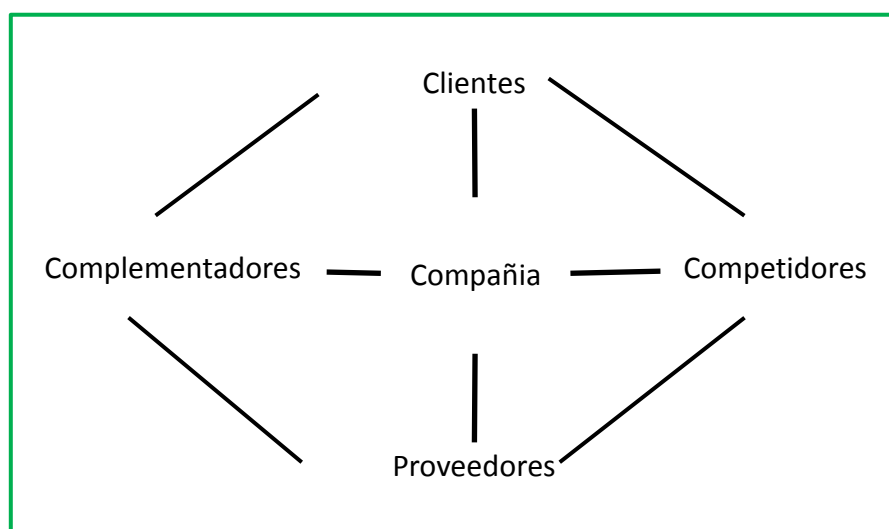 Clientes
Complementadores
Compañia
Competidores
Proveedores